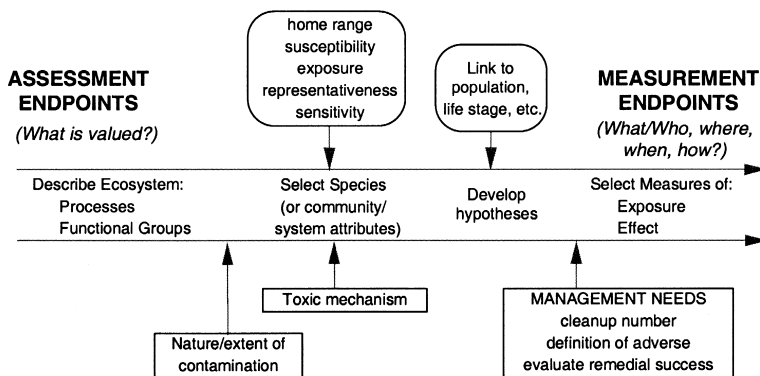 home range
susceptibility
exposure
representativeness
sensitivity
Link to
population,
life stage, etc.
ASSESSMENT
ENDPOINTS
(What is valued?)
MEASUREMENT
ENDPOINTS
(What/Who, where,
when, how?)
Describe Ecosystem:
Processes
Functional Groups
Select Species
(or community/
system attributes)
Develop
hypotheses
Select Measures of:
Exposure
Effect
Toxic mechanism
Nature/extent of
contamination
MANAGEMENT NEEDS
cleanup number
definition of adverse
evaluate remedial success